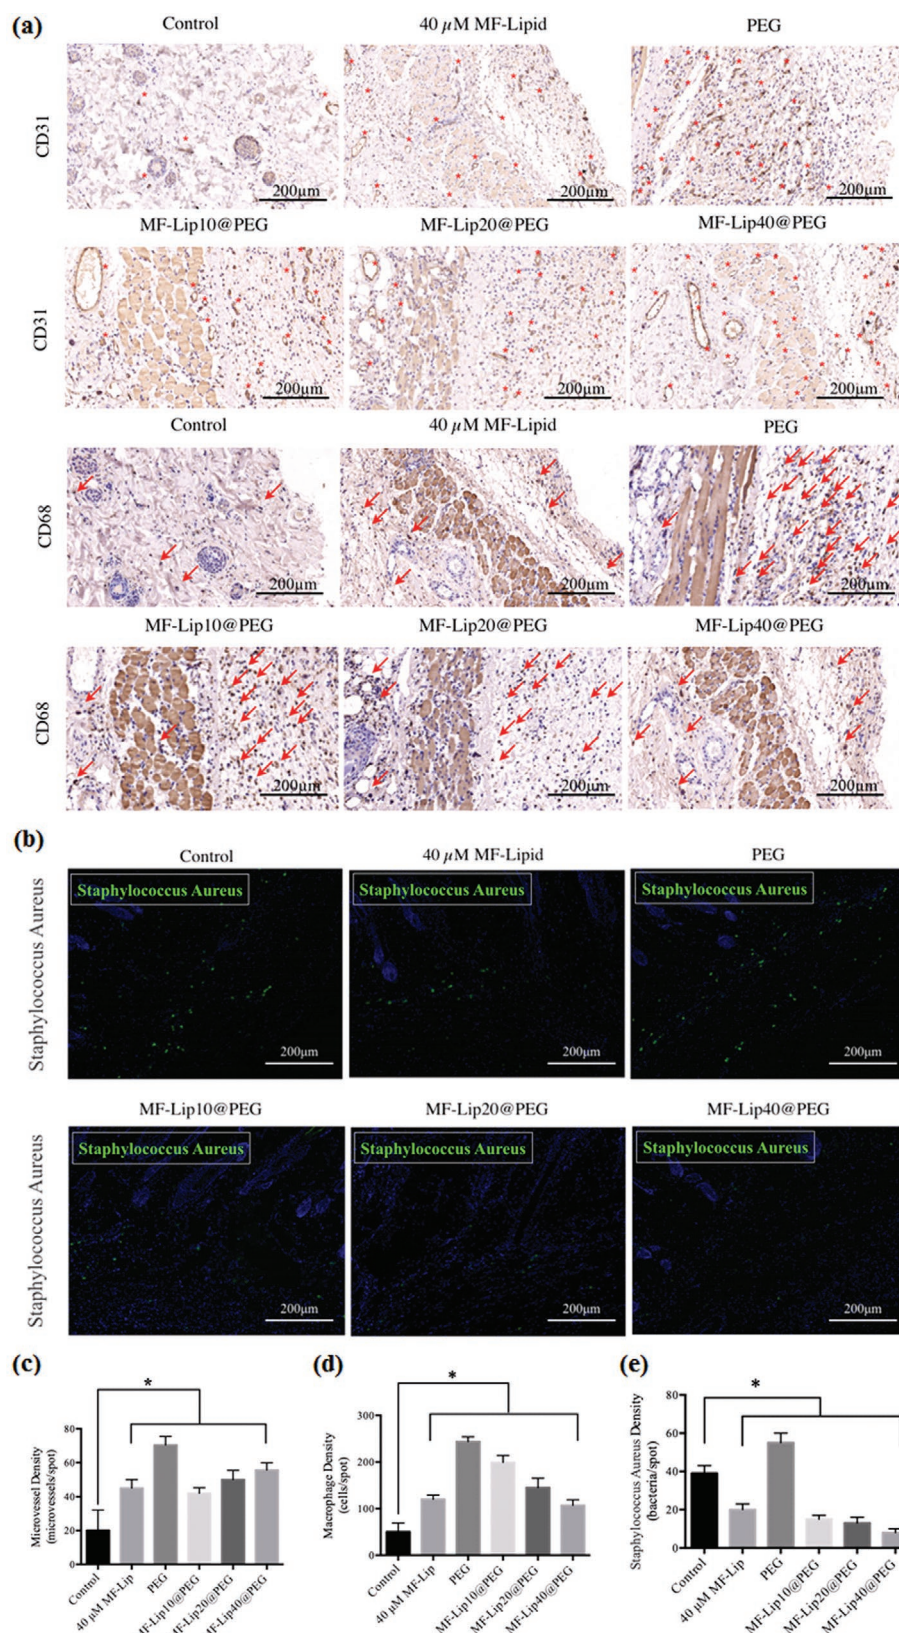 (a)
Control
40 µM MF-Lipid
PEG
CD31
200µm
200µm
200µm
MF-Lip10@PEG
MF-Lip20@PEG
MF-Lip40@PEG
CD31
200µm
200µm
200µm
Control
40 µM MF-Lipid
PEG
CD68
200µm
200µm
200µm
MF-Lip10@PEG
MF-Lip20@PEG
MF-Lip40@PEG
CD68
200µm
200µm
200µm
(b)
Control
40 µM MF-Lipid
PEG
Staphylococcus Aureus
Staphylococcus Aureus
Staphylococcus Aureus
Staphylococcus Aureus
200µm
200µm
200µm
MF-Lip10@PEG
MF-Lip20@PEG
MF-Lip40@PEG
Staphylococcus Aureus
Staphylococcus Aureus
Staphylococcus Aureus
Staphylococcus Aureus
200µm
200µm
200µm
(c)
*
Microvessel Density
(microvessels/spot)
80
60
40
20
0
Control
40 µM MF-Lip
PEG
MF-Lip10@PEG
MF-Lip20@PEG
MF-Lip40@PEG
(d)
*
Macrophage Density
(cells/spot)
300
200
100
0
Control
40 µM MF-Lip
PEG
MF-Lip10@PEG
MF-Lip20@PEG
MF-Lip40@PEG
(e)
*
Staphylococcus Aureus Density
(bacteria/spot)
80
60
40
20
0
Control
40 µM MF-Lip
PEG
MF-Lip10@PEG
MF-Lip20@PEG
MF-Lip40@PEG